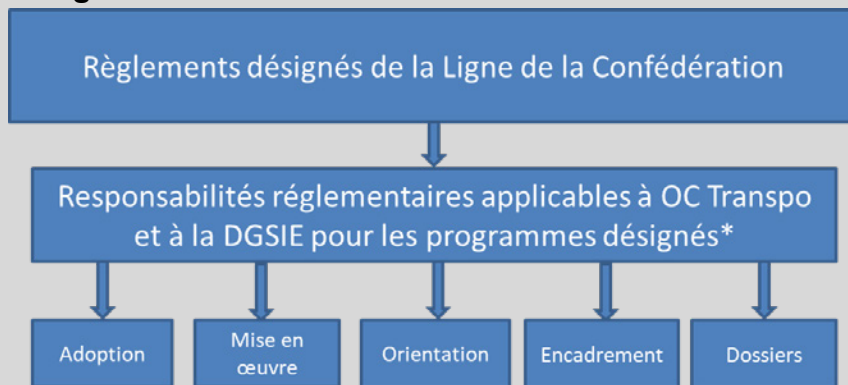 Règlements désignés de la Ligne de la Confédération
Responsabilités réglementaires applicables à OC Transpo
et à la DGSIE pour les programmes désignés*
Adoption
Mise en
œuvre
Orientation
Encadrement
Dossiers